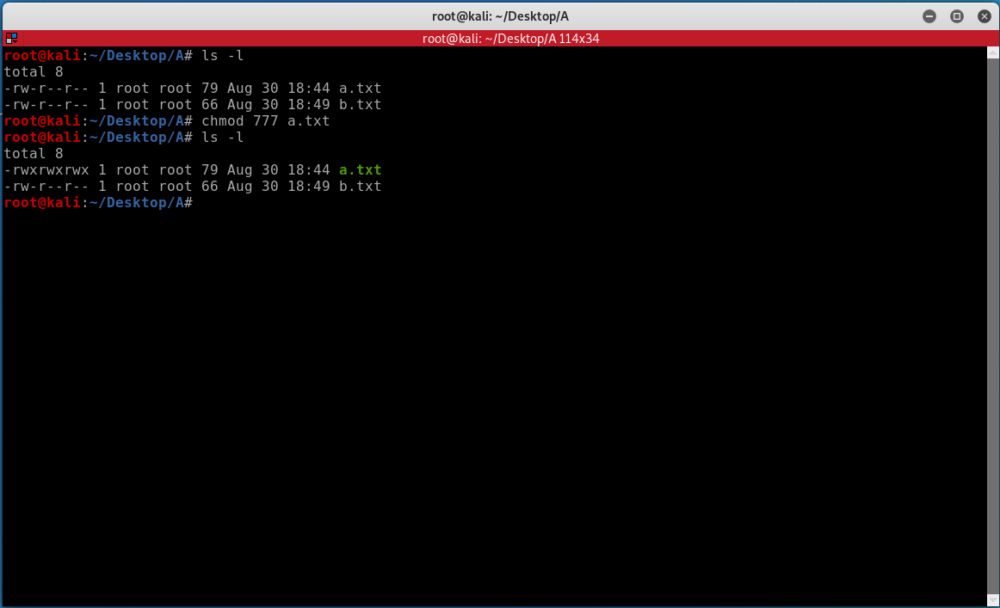 root@kali: ~/Desktop/A
root@kali: ~/Desktop/A 114x34
root@kali:~/Desktop/A# ls -l
total 8
-rw-r--r-- 1 root root 79 Aug 30 18:44 a.txt
-rw-r--r-- 1 root root 66 Aug 30 18:49 b.txt
root@kali:~/Desktop/A# chmod 777 a.txt
root@kali:~/Desktop/A# ls -l
total 8
-rwxrwxrwx 1 root root 79 Aug 30 18:44 a.txt
-rw-r--r-- 1 root root 66 Aug 30 18:49 b.txt
root@kali:~/Desktop/A#